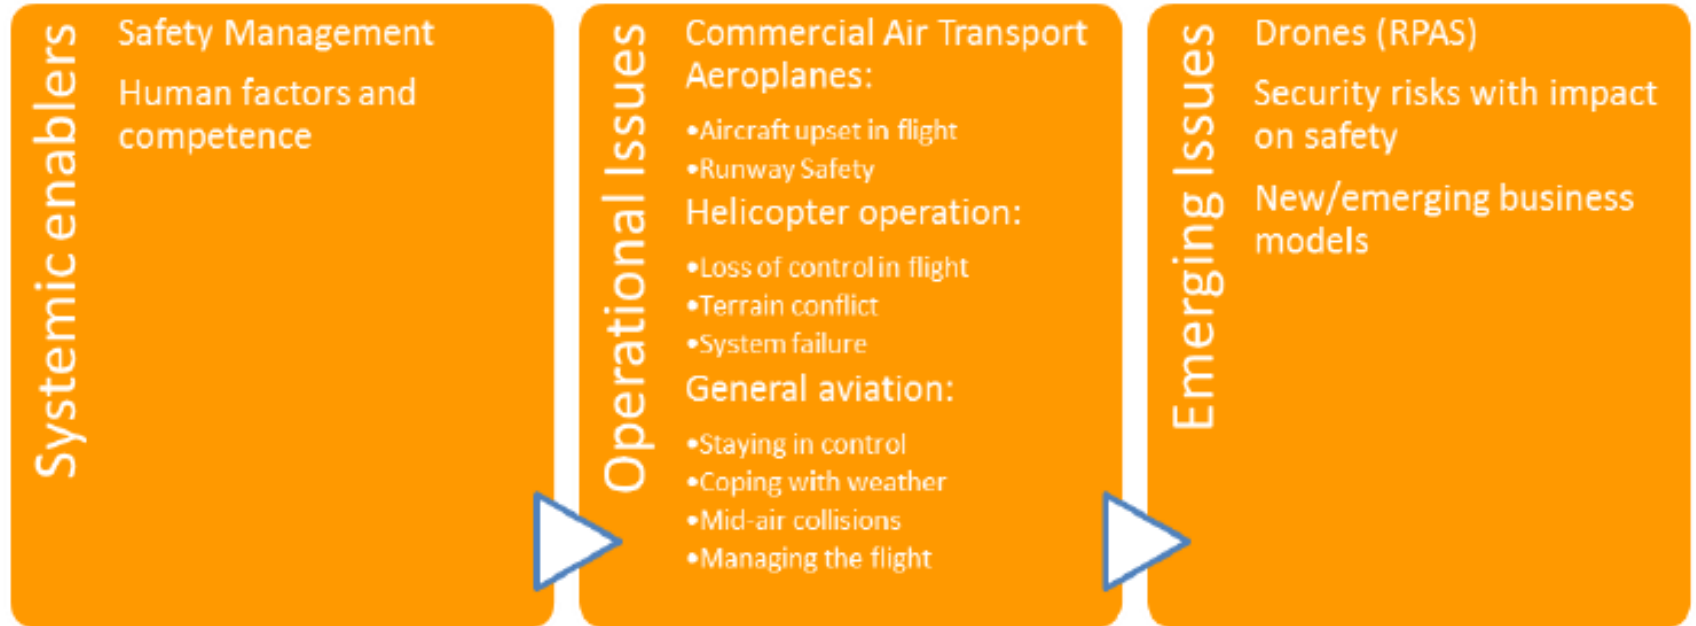 Systemic enablers
Safety Management
Human factors and
competence
Operational Issues
Commercial Air Transport
Aeroplanes:
•Aircraft upset in flight
•Runway Safety
Helicopter operation:
•Loss of control in flight
•Terrain conflict
•System failure
General aviation:
•Staying in control
•Coping with weather
•Mid-air collisions
•Managing the flight
Emerging Issues
Drones (RPAS)
Security risks with impact
on safety
New/emerging business
models